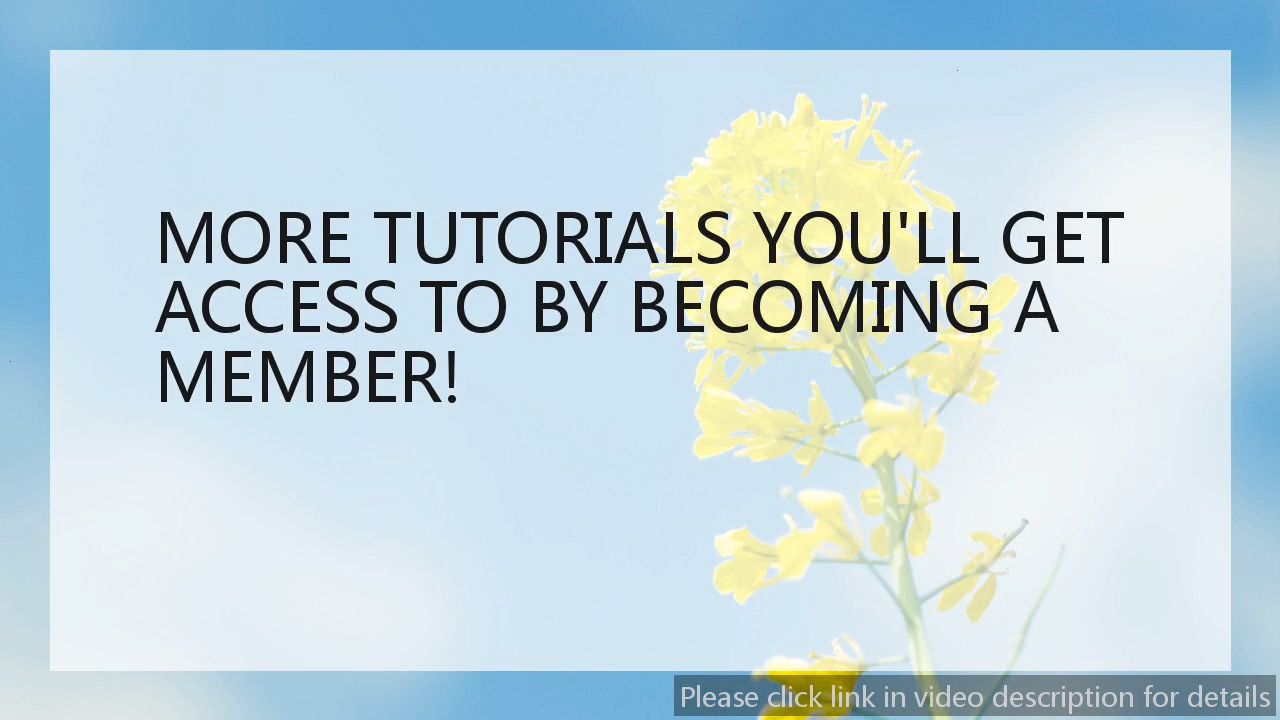 MORE TUTORIALS YOU'LL GET
ACCESS TO BY BECOMING A
MEMBER!
Please click link in video description for details